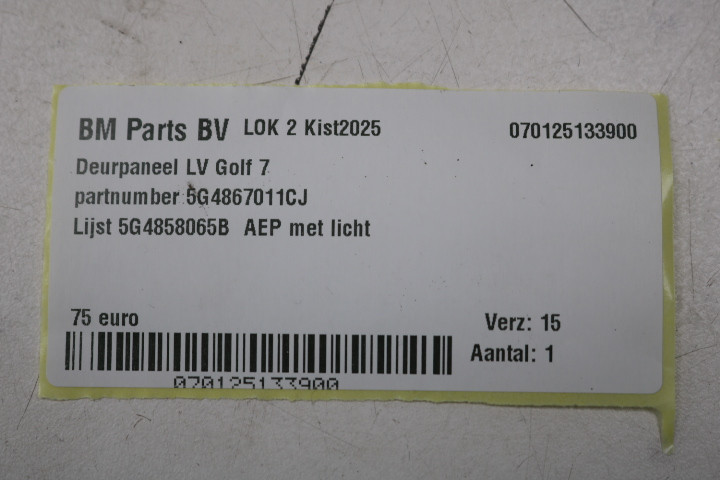 BM Parts BV LOK 2 Kist2025 070125133900
Deurpaneel LV Golf 7
partnumber 5G4867011CJ
Lijst 5G4858065B AEP met licht
75 euro Verz: 15
Aantal: 1
070125133900